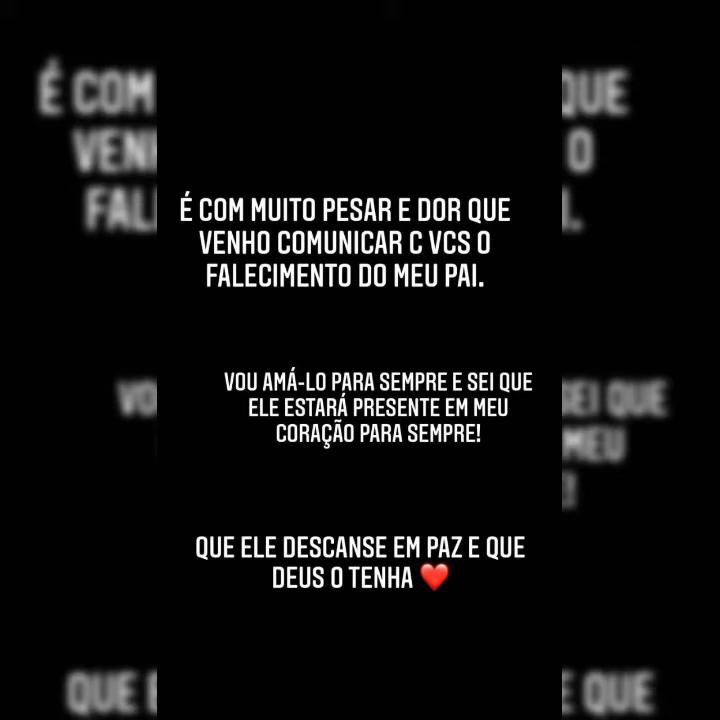 É COM MUITO PESAR E DOR QUE
VENHO COMUNICAR C VCS O
FALECIMENTO DO MEU PAI.
VOU AMÁ-LO PARA SEMPRE E SEI QUE
ELE ESTARÁ PRESENTE EM MEU
CORAÇÃO PARA SEMPRE!
QUE ELE DESCANSE EM PAZ E QUE
DEUS O TENHA ❤️